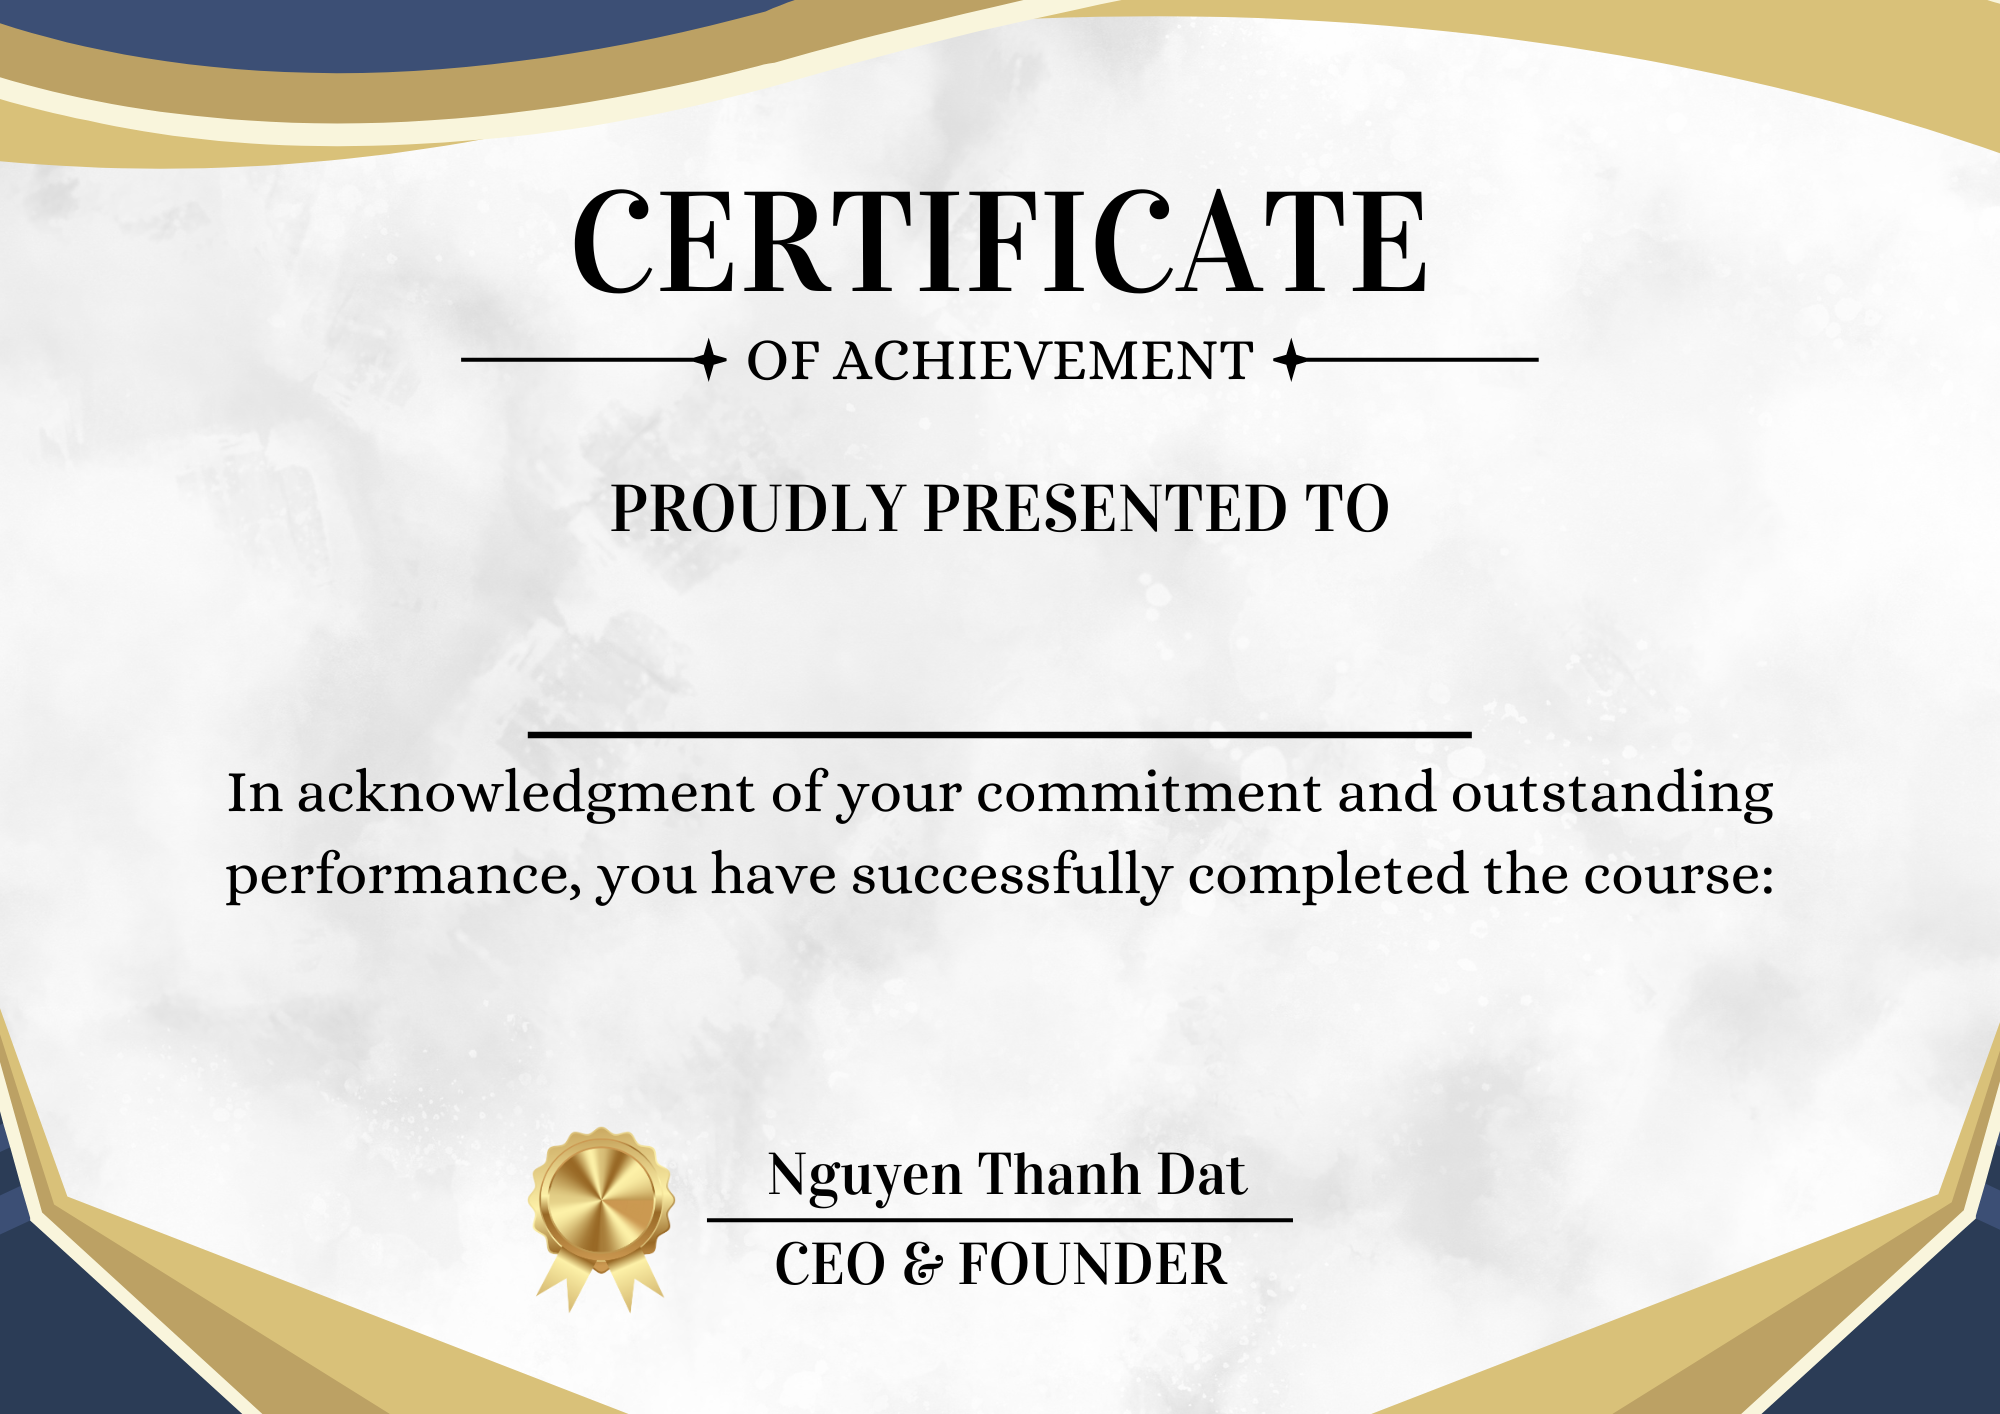 CERTIFICATE
OF ACHIEVEMENT
PROUDLY PRESENTED TO
In acknowledgment of your commitment and outstanding
performance, you have successfully completed the course:
Nguyen Thanh Dat
CEO & FOUNDER